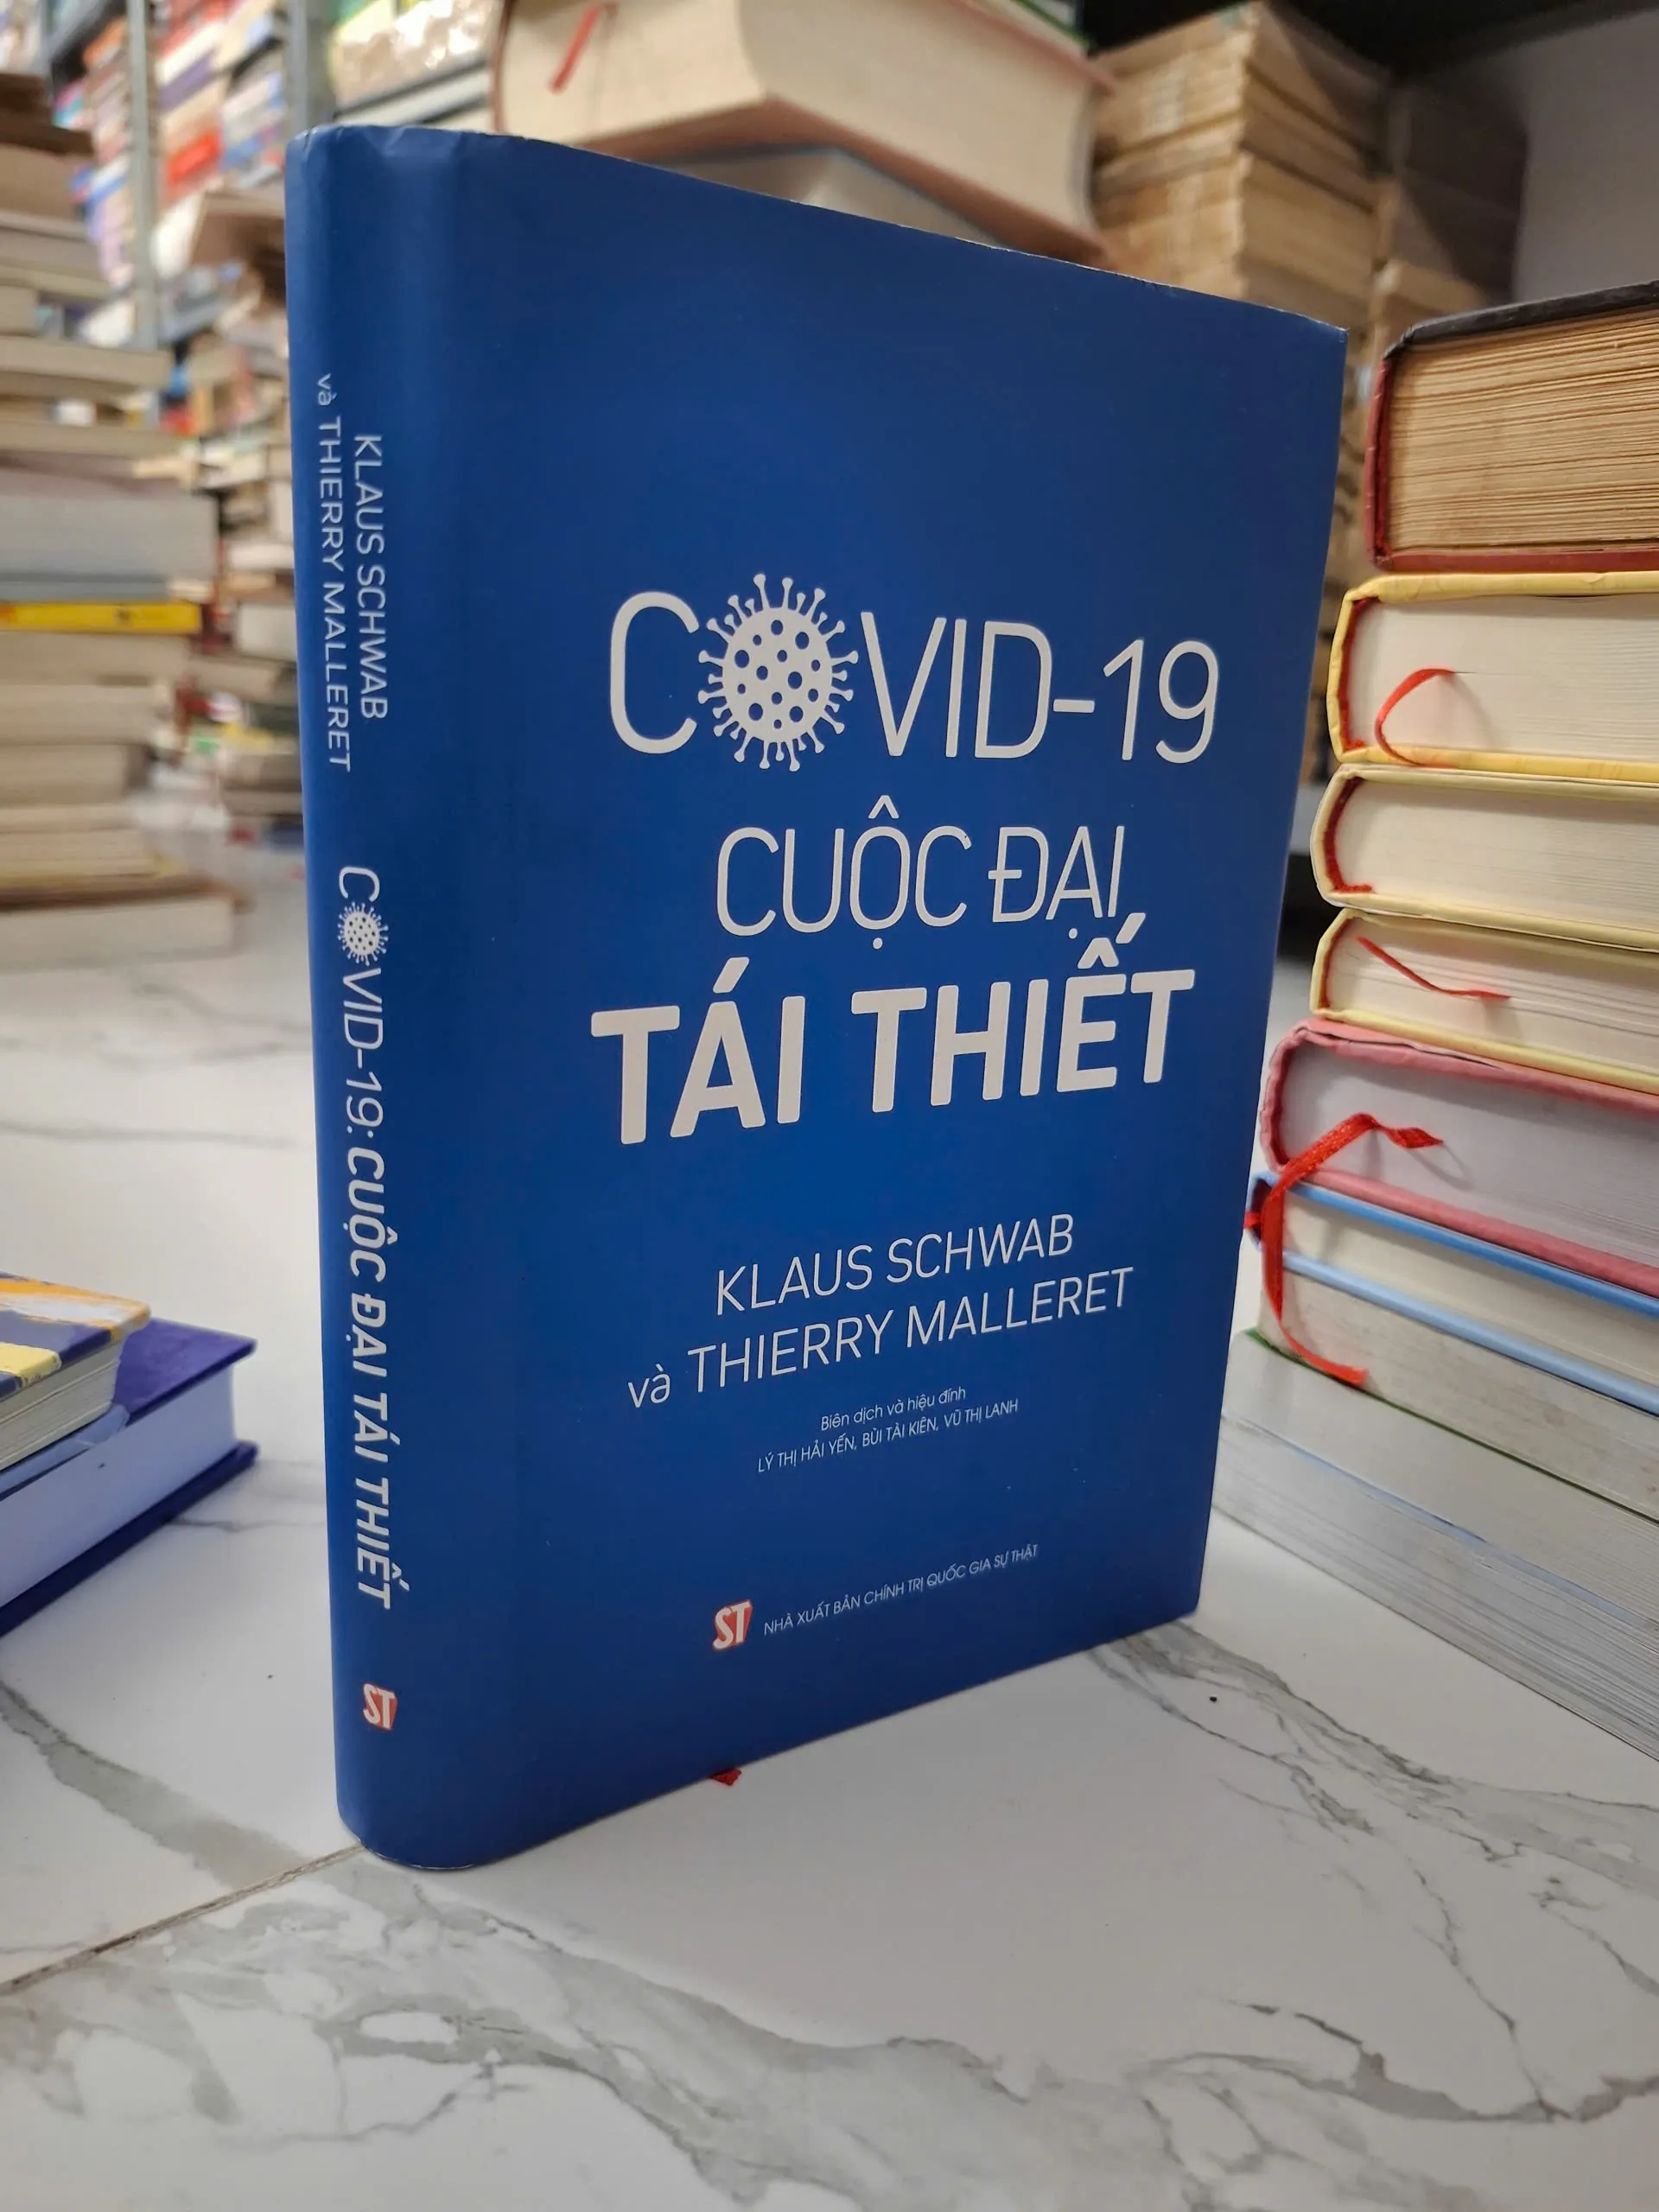 KLAUS SCHWAB
và THIERRY MALLERET
COVID-19: CUỘC ĐẠI TÁI THIẾT
ST
COVID-19
CUỘC ĐẠI
TÁI THIẾT
KLAUS SCHWAB
và THIERRY MALLERET
Biên dịch và hiệu đính
LÝ THỊ HẢI YẾN, BÙI TÀI KIÊN, VŨ THỊ LANH
ST NHÀ XUẤT BẢN CHÍNH TRỊ QUỐC GIA SỰ THẬT